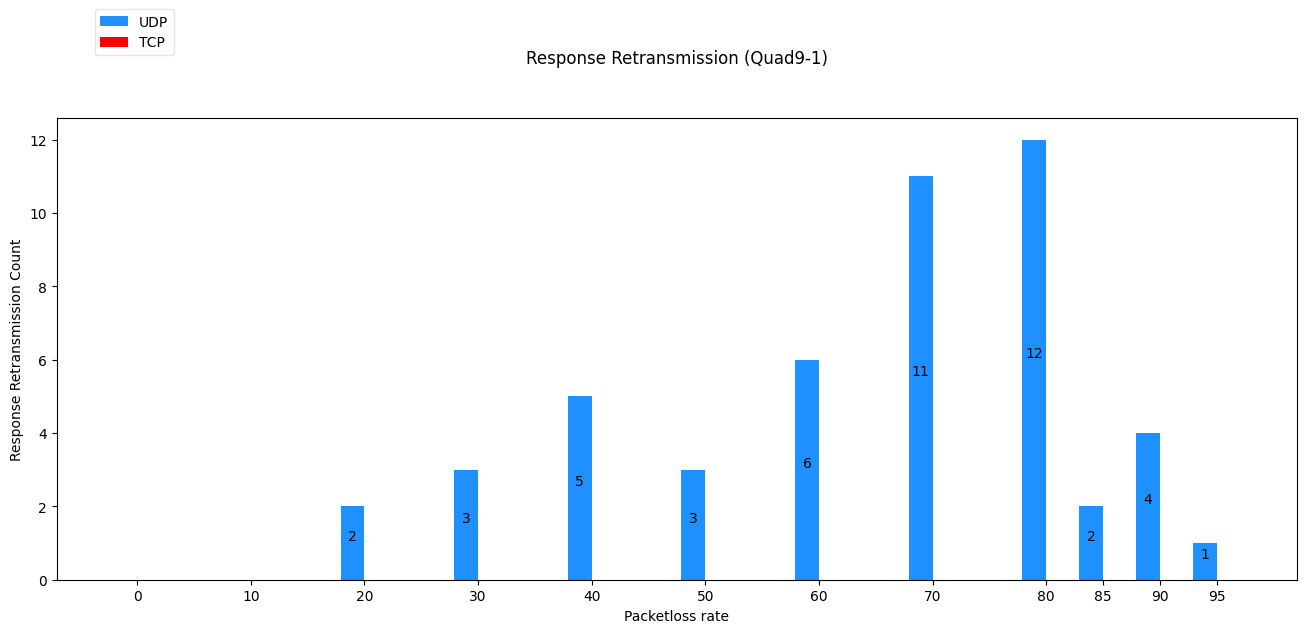 UDP
TCP
Response Retransmission (Quad9-1)
Response Retransmission Count
12
10
8
6
4
2
0
2
3
5
3
6
11
12
2
4
1
0 10 20 30 40 50 60 70 80 85 90 95
Packetloss rate